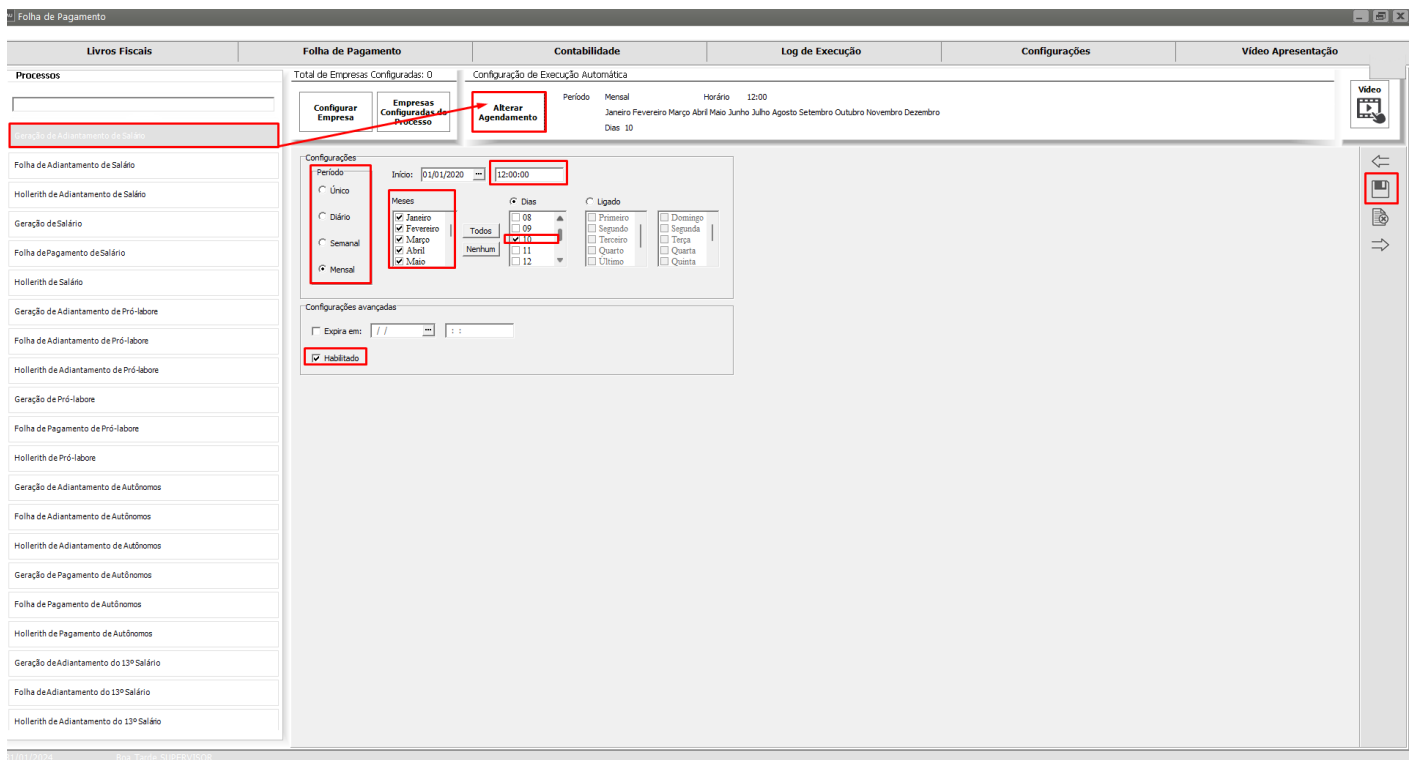 Folha de Pagamento
Livros Fiscais
Folha de Pagamento
Contabilidade
Log de Execução
Configurações
Vídeo Apresentação
Processos
Geração de Adiantamento de Salário
Folha de Adiantamento de Salário
Hollerith de Adiantamento de Salário
Geração de Salário
Folha de Pagamento de Salário
Hollerith de Salário
Geração de Adiantamento de Pró-labore
Folha de Adiantamento de Pró-labore
Hollerith de Adiantamento de Pró-labore
Geração de Pró-labore
Folha de Pagamento de Pró-labore
Hollerith de Pró-labore
Geração de Adiantamento de Autônomos
Folha de Adiantamento de Autônomos
Hollerith de Adiantamento de Autônomos
Geração de Pagamento de Autônomos
Folha de Pagamento de Autônomos
Hollerith de Pagamento de Autônomos
Geração de Adiantamento do 13º Salário
Folha de Adiantamento do 13º Salário
Hollerith de Adiantamento do 13º Salário
Total de Empresas Configuradas: 0
Configurar
Empresa
Empresas
Configuradas do
Processo
Configuração de Execução Automática
Alterar
Agendamento
Período Mensal Horário 12:00
Janeiro Fevereiro Março Abril Maio Junho Julho Agosto Setembro Outubro Novembro Dezembro
Dias 10
Vídeo
Configurações
Período
Único
Diário
Semanal
Mensal
Início: 01/01/2020 ... 12:00:00
Meses
Janeiro
Fevereiro
Março
Abril
Maio
Todos
Nenhum
Dias
08
09
10
11
12
Ligado
Primeiro
Segundo
Terceiro
Quarto
Último
Domingo
Segunda
Terça
Quarta
Quinta
Configurações avançadas
Expira em: / / ... : :
Habilitado
Boa Tarde SUPERVISOR